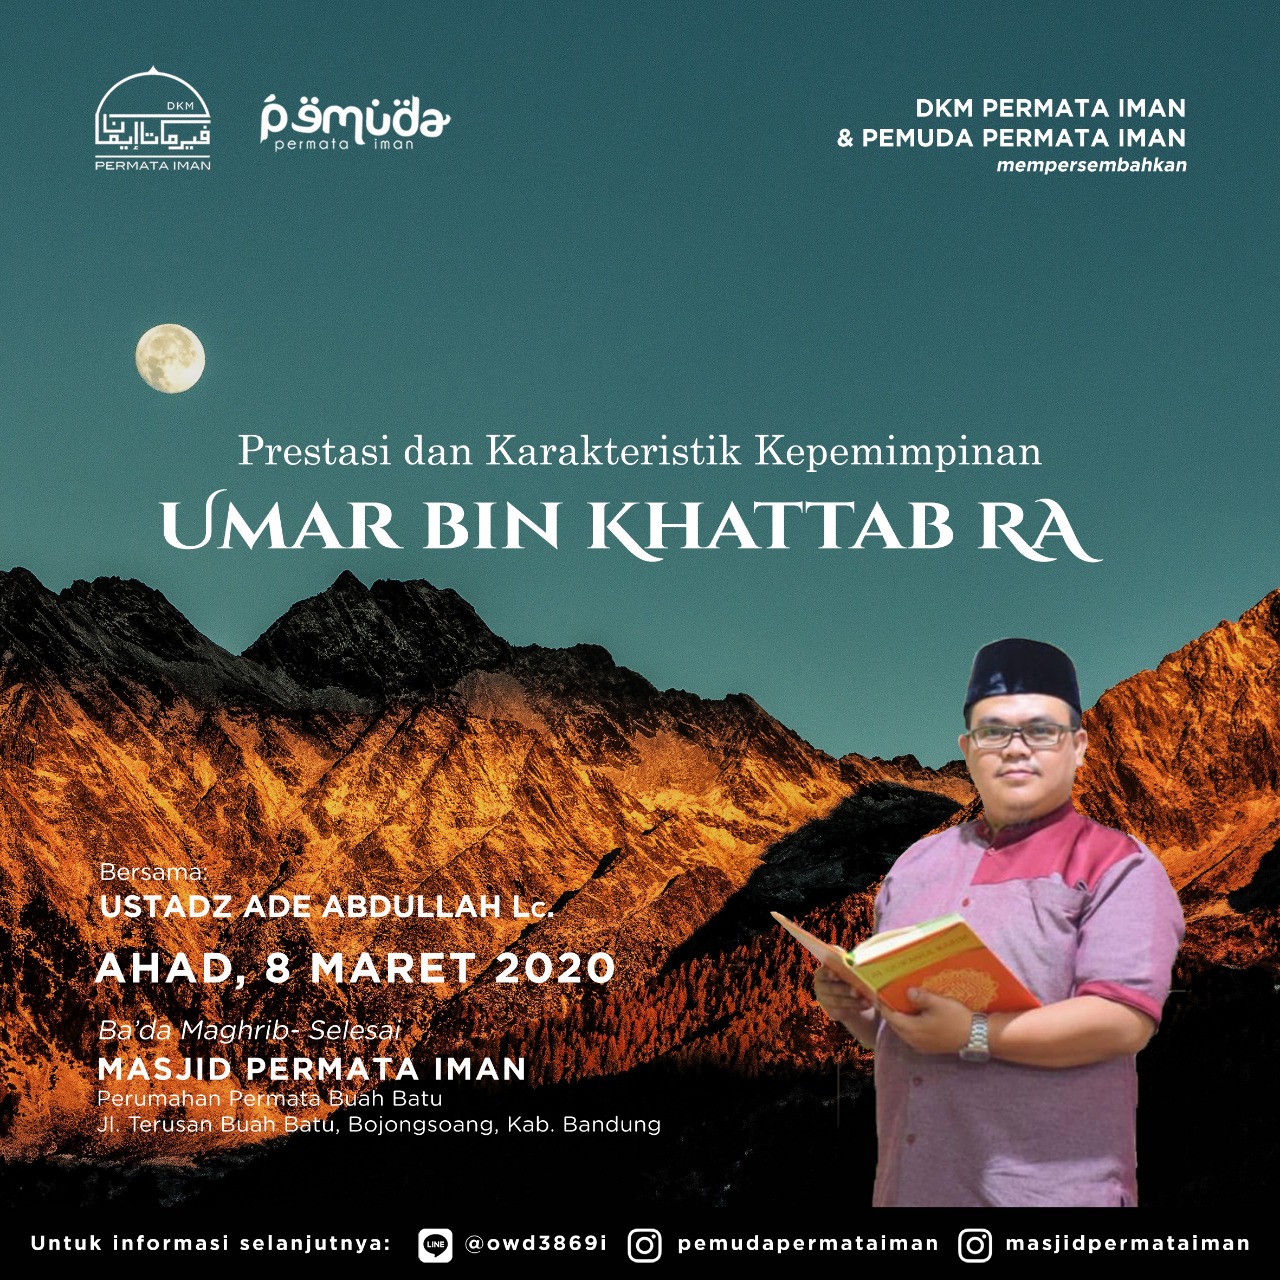 DKM
فيرماتا إيمان
PERMATA IMAN
pemuda
permata iman
DKM PERMATA IMAN
& PEMUDA PERMATA IMAN
mempersembahkan
Prestasi dan Karakteristik Kepemimpinan
UMAR BIN KHATTAB RA
Bersama:
USTADZ ADE ABDULLAH Lc.
AHAD, 8 MARET 2020
Ba'da Maghrib- Selesai
MASJID PERMATA IMAN
Perumahan Permata Buah Batu
Jl. Terusan Buah Batu, Bojongsoang, Kab. Bandung
Untuk informasi selanjutnya: LINE @owd3869i pemudapermataiman masjidpermataiman